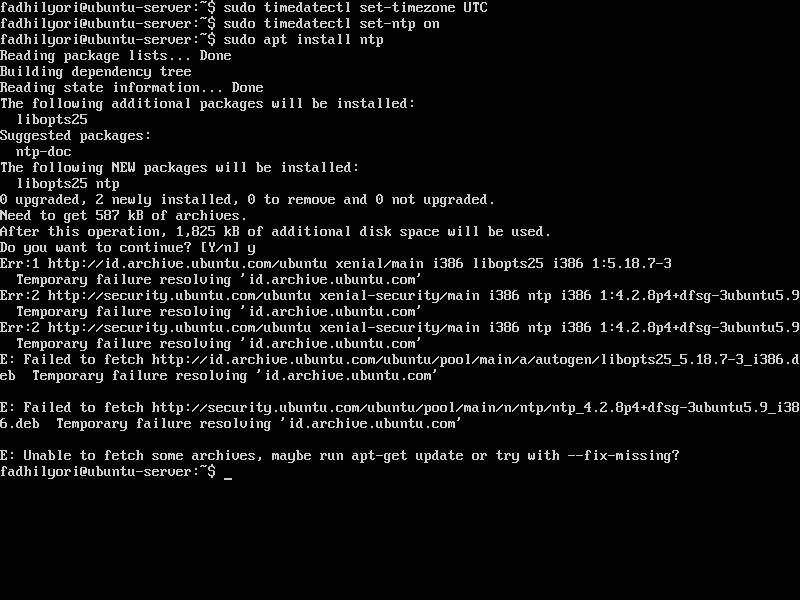 fadhilyori@ubuntu-server:~$ sudo timedatectl set-timezone UTC
fadhilyori@ubuntu-server:~$ sudo timedatectl set-ntp on
fadhilyori@ubuntu-server:~$ sudo apt install ntp
Reading package lists... Done
Building dependency tree
Reading state information... Done
The following additional packages will be installed:
  libopts25
Suggested packages:
  ntp-doc
The following NEW packages will be installed:
  libopts25 ntp
0 upgraded, 2 newly installed, 0 to remove and 0 not upgraded.
Need to get 587 kB of archives.
After this operation, 1,825 kB of additional disk space will be used.
Do you want to continue? [Y/n] y
Err:1 http://id.archive.ubuntu.com/ubuntu xenial/main i386 libopts25 i386 1:5.18.7-3
  Temporary failure resolving 'id.archive.ubuntu.com'
Err:2 http://security.ubuntu.com/ubuntu xenial-security/main i386 ntp i386 1:4.2.8p4+dfsg-3ubuntu5.9
  Temporary failure resolving 'id.archive.ubuntu.com'
Err:2 http://security.ubuntu.com/ubuntu xenial-security/main i386 ntp i386 1:4.2.8p4+dfsg-3ubuntu5.9
  Temporary failure resolving 'id.archive.ubuntu.com'
E: Failed to fetch http://id.archive.ubuntu.com/ubuntu/pool/main/a/autogen/libopts25_5.18.7-3_i386.d
eb  Temporary failure resolving 'id.archive.ubuntu.com'

E: Failed to fetch http://security.ubuntu.com/ubuntu/pool/main/n/ntp/ntp_4.2.8p4+dfsg-3ubuntu5.9_i38
6.deb  Temporary failure resolving 'id.archive.ubuntu.com'

E: Unable to fetch some archives, maybe run apt-get update or try with --fix-missing?
fadhilyori@ubuntu-server:~$ _